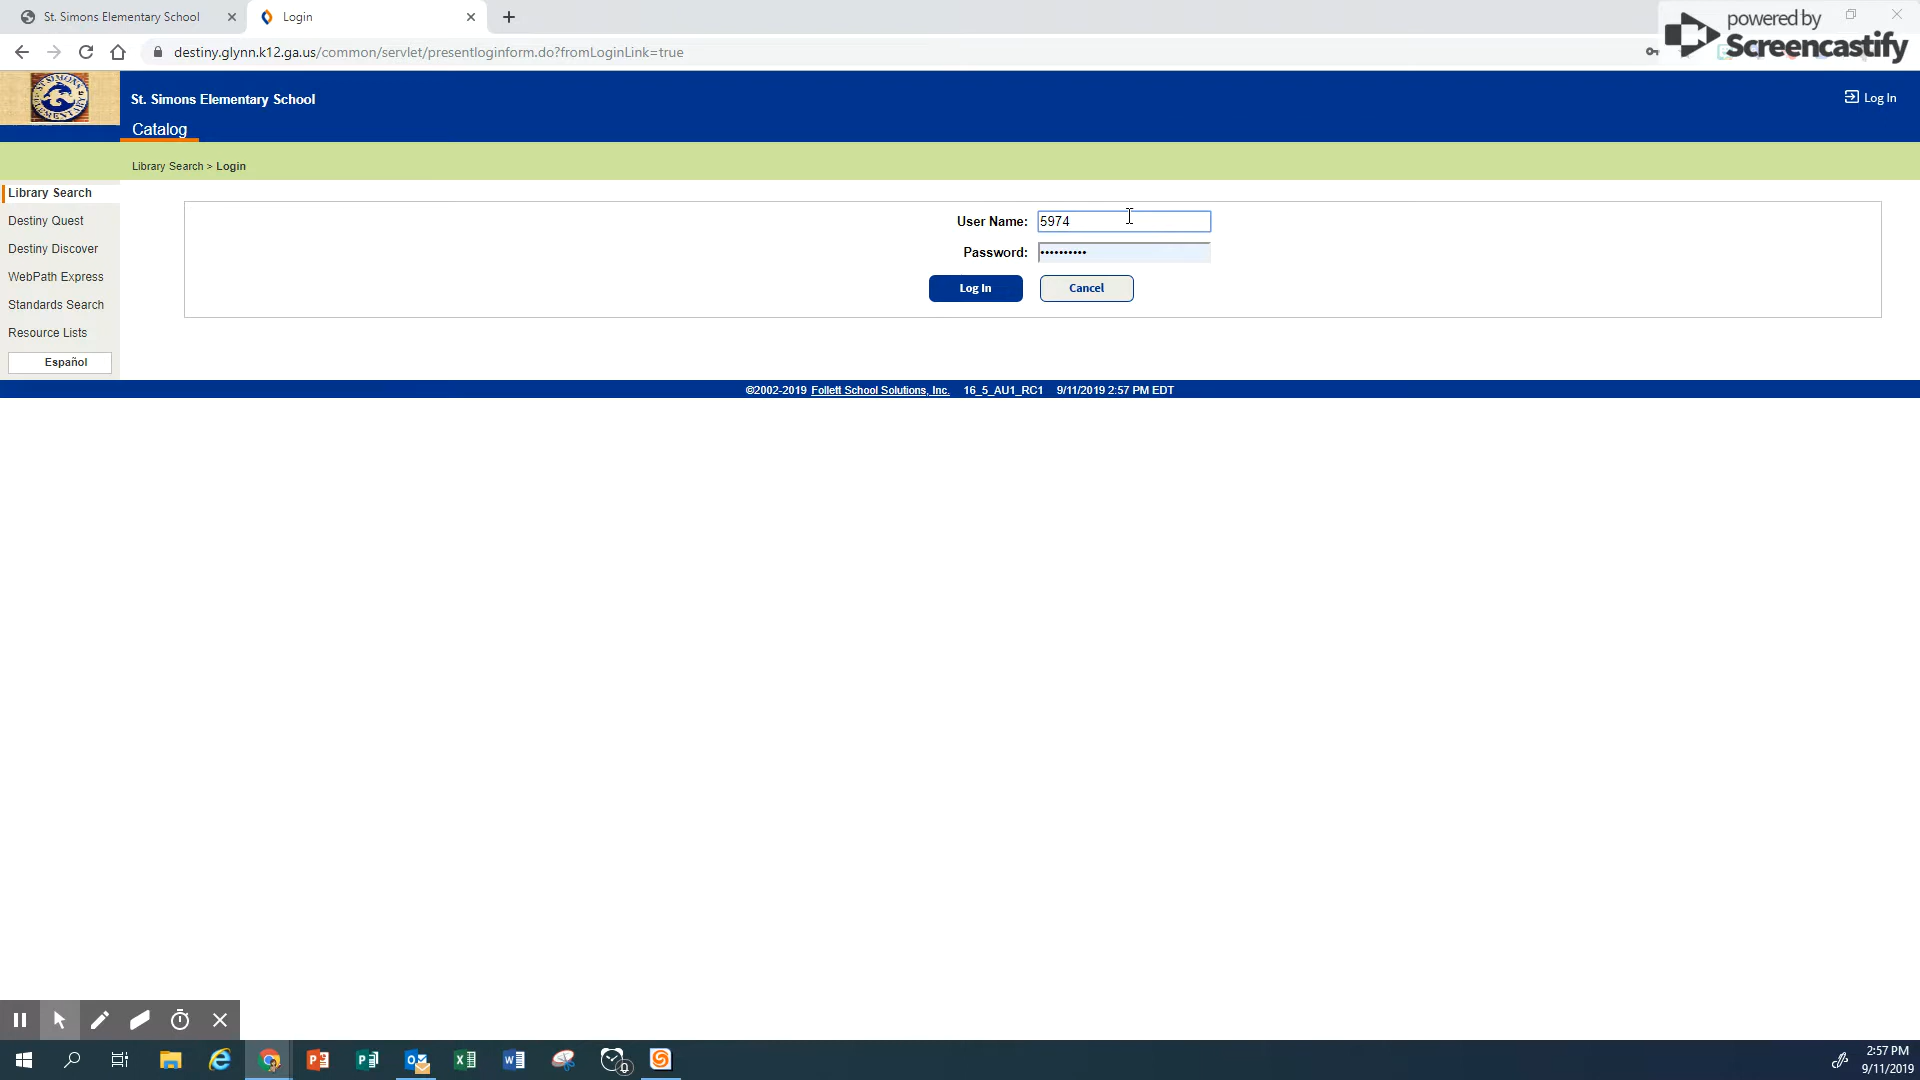 St. Simons Elementary School
Login
powered by
Screencastify
destiny.glynn.k12.ga.us/common/servlet/presentloginform.do?fromLoginLink=true
ST. SIMONS
ELEMENTARY
St. Simons Elementary School
Log In
Catalog
Library Search > Login
Library Search
Destiny Quest
Destiny Discover
WebPath Express
Standards Search
Resource Lists
Español
User Name: 5974
Password: ••••••••••
Log In
Cancel
©2002-2019 Follett School Solutions, Inc. 16_5_AU1_RC1 9/11/2019 2:57 PM EDT
2:57 PM
9/11/2019